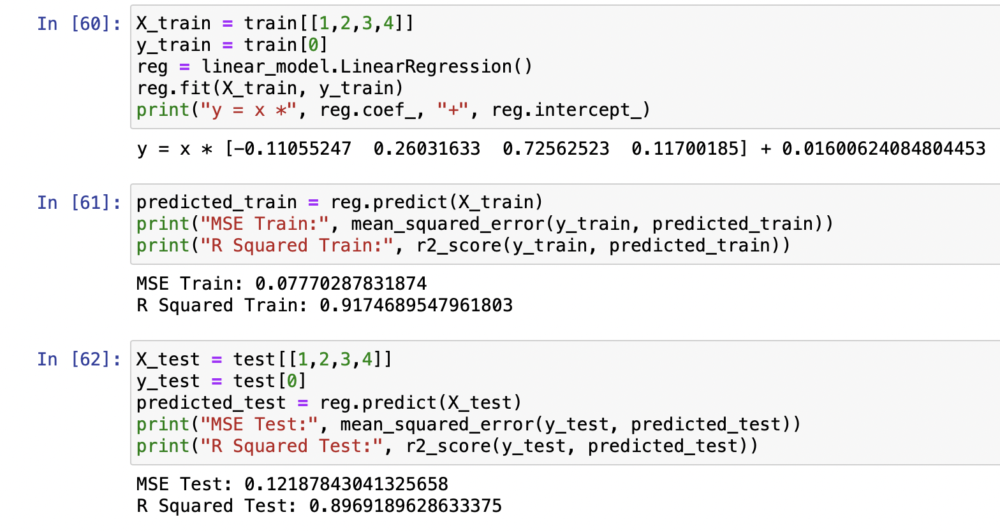 In [60]: X_train = train[[1,2,3,4]]
y_train = train[0]
reg = linear_model.LinearRegression()
reg.fit(X_train, y_train)
print("y = x *", reg.coef_, "+", reg.intercept_)
y = x * [-0.11055247  0.26031633  0.72562523  0.11700185] + 0.01600624084804453
In [61]: predicted_train = reg.predict(X_train)
print("MSE Train:", mean_squared_error(y_train, predicted_train))
print("R Squared Train:", r2_score(y_train, predicted_train))
MSE Train: 0.07770287831874
R Squared Train: 0.9174689547961803
In [62]: X_test = test[[1,2,3,4]]
y_test = test[0]
predicted_test = reg.predict(X_test)
print("MSE Test:", mean_squared_error(y_test, predicted_test))
print("R Squared Test:", r2_score(y_test, predicted_test))
MSE Test: 0.12187843041325658
R Squared Test: 0.8969189628633375